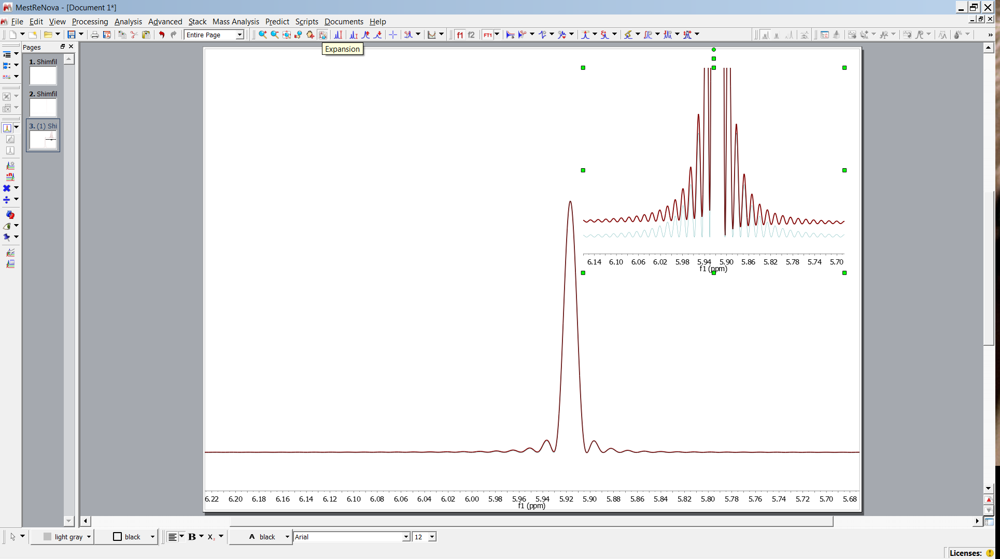 MestReNova - [Document 1*]
File Edit View Processing Analysis Advanced Stack Mass Analysis Predict Scripts Documents Help
Entire Page f1 f2 FT1 »
Pages
Expansion
1. Shimfil
2. Shimfil
3. (1) Shi
6.14 6.10 6.06 6.02 5.98 5.94 5.90 5.86 5.82 5.78 5.74 5.70
f1 (ppm)
6.22 6.20 6.18 6.16 6.14 6.12 6.10 6.08 6.06 6.04 6.02 6.00 5.98 5.96 5.94 5.92 5.90 5.88 5.86 5.84 5.82 5.80 5.78 5.76 5.74 5.72 5.70 5.68
f1 (ppm)
light gray black B X₂ A black Arial 12
Licenses: